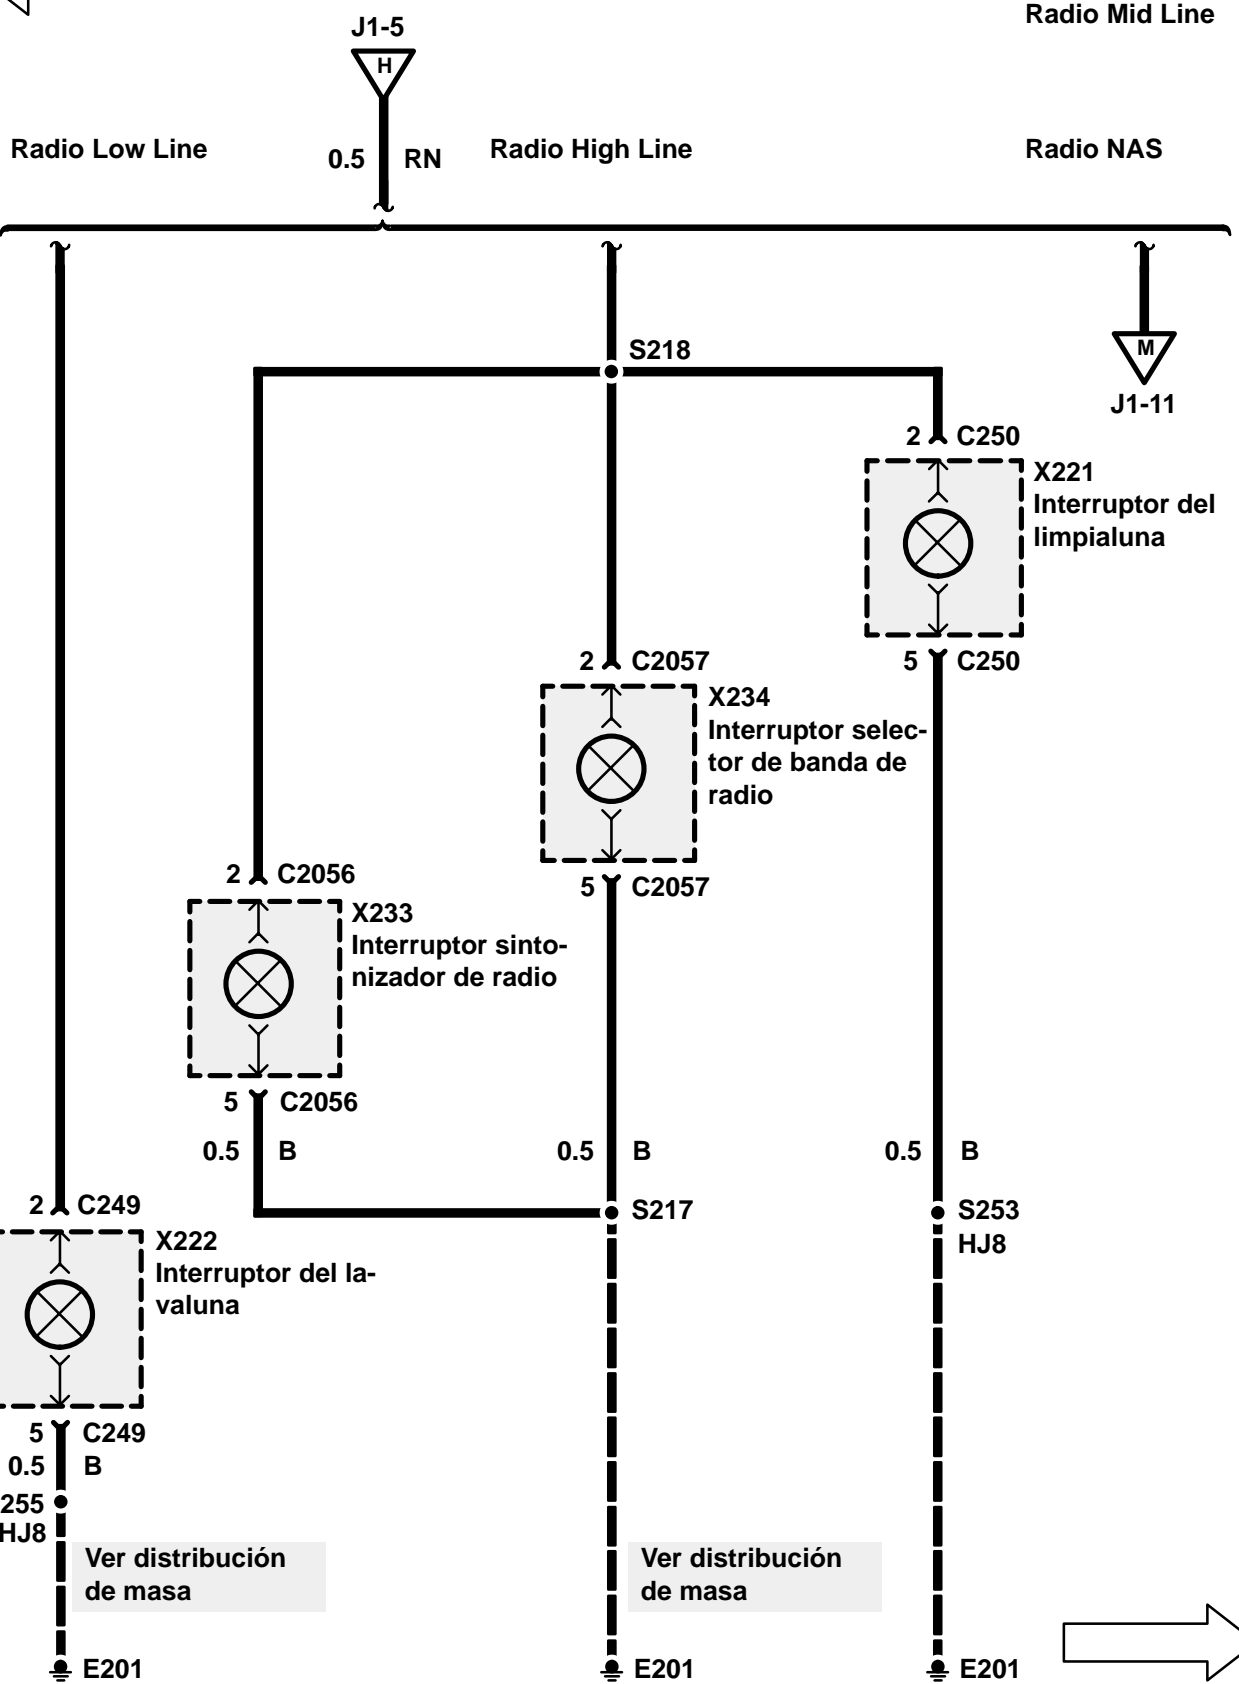 Radio Mid Line
J1-5
H
Radio Low Line
0.5 RN
Radio High Line
Radio NAS
S218
M
J1-11
2 C250
X221
Interruptor del
limpialuna
5 C250
2 C2057
X234
Interruptor selec-
tor de banda de
radio
5 C2057
2 C2056
X233
Interruptor sinto-
nizador de radio
5 C2056
0.5 B
0.5 B
0.5 B
2 C249
S217
S253
HJ8
X222
Interruptor del la-
valuna
5 C249
0.5 B
255
HJ8
Ver distribución
de masa
Ver distribución
de masa
E201
E201
E201